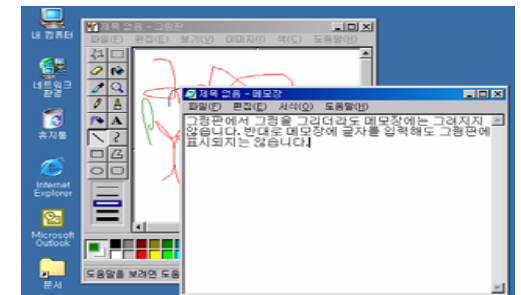 내 컴퓨터
네트워크
환경
휴지통
Internet
Explorer
Microsoft
Outlook
문서
제목 없음 - 그림판
파일(F) 편집(E) 보기(V) 이미지(I) 색(C) 도움말(H)
A
도움말을 보려면 도움
제목 없음 - 메모장
파일(F) 편집(E) 서식(O) 도움말(H)
그림판에서 그림을 그리더라도 메모장에는 그려지지
않습니다. 반대로 메모장에 글자를 입력해도 그림판에
표시되지는 않습니다.